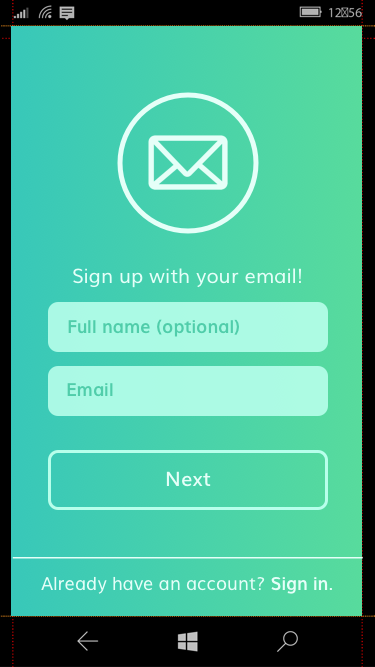 12 56
Sign up with your email!
Full name (optional)
Email
Next
Already have an account? Sign in.